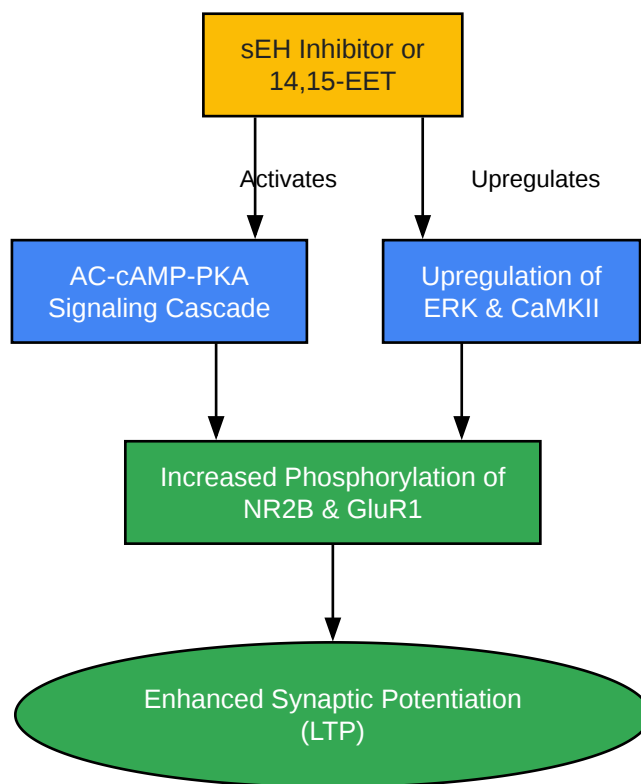 sEH Inhibitor or
14,15-EET
Activates
Upregulates
AC-cAMP-PKA
Signaling Cascade
Upregulation of
ERK & CaMKII
Increased Phosphorylation of
NR2B & GluR1
Enhanced Synaptic Potentiation
(LTP)